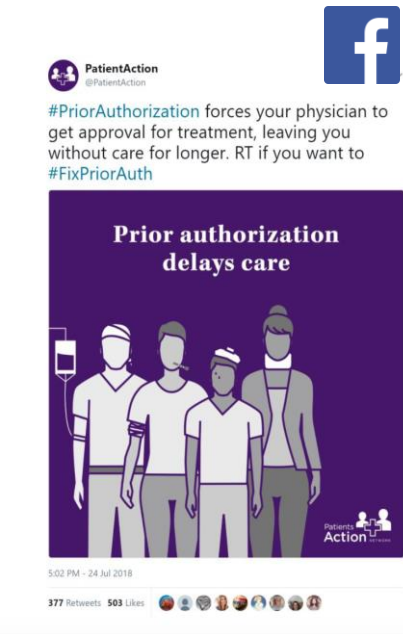 PatientAction
@PatientAction
#PriorAuthorization forces your physician to
get approval for treatment, leaving you
without care for longer. RT if you want to
#FixPriorAuth
Prior authorization
delays care
Patients
Action NETWORK
5:02 PM - 24 Jul 2018
377 Retweets 503 Likes